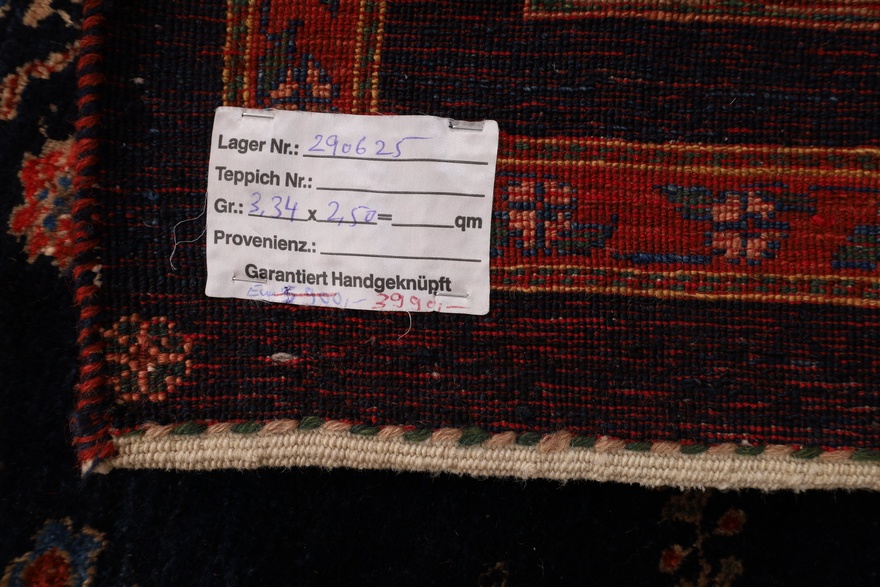 Lager Nr.: 290625
Teppich Nr.:
Gr.: 3,34 x 2,50 = qm
Provenienz.:
Garantiert Handgeknüpft
3990,-